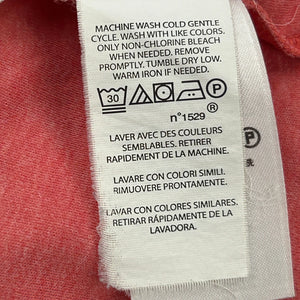 MACHINE WASH COLD GENTLE
CYCLE. WASH WITH LIKE COLORS.
ONLY NON-CHLORINE BLEACH
WHEN NEEDED. REMOVE
PROMPTLY. TUMBLE DRY LOW.
WARM IRON IF NEEDED.
30 P
®
n°1529
LAVER AVEC DES COULEURS
SEMBLABLES. RETIRER
RAPIDEMENT DE LA MACHINE.
LAVARE CON COLORI SIMILI.
RIMUOVERE PRONTAMENTE.
LAVAR CON COLORES SIMILARES.
RETIRAR RÁPIDAMENTE DE LA
LAVADORA.
P